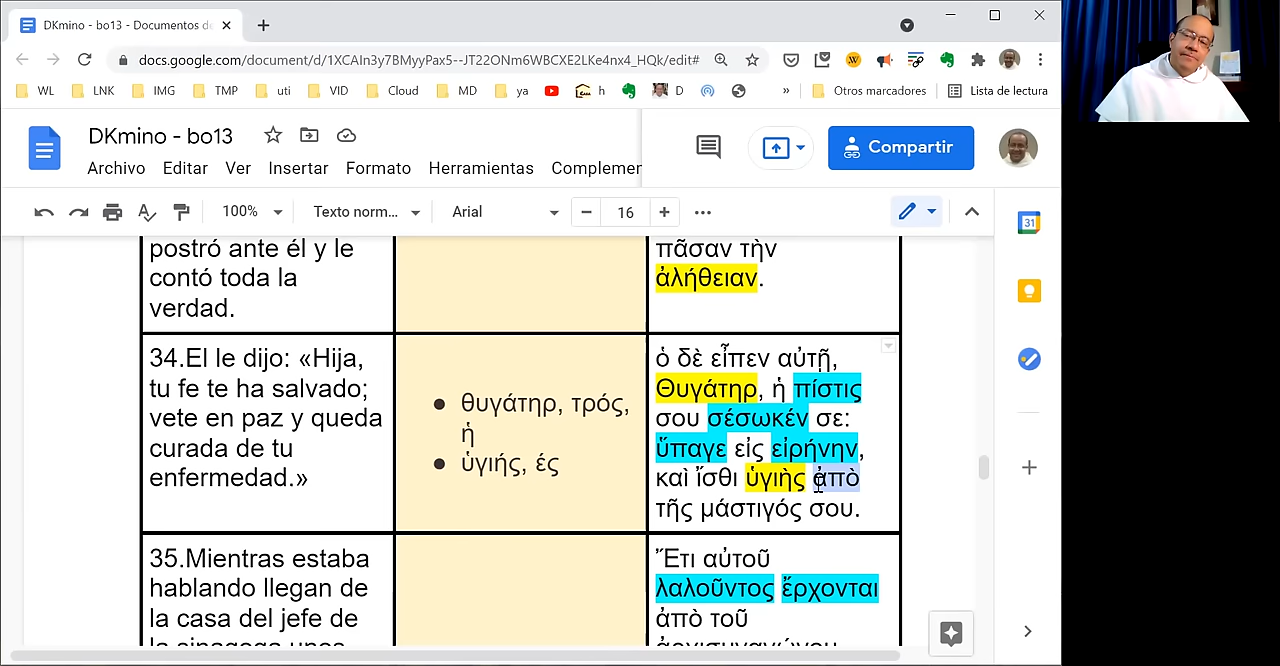 DKmino - bo13 - Documentos de
docs.google.com/document/d/1XCAIn3y7BMyyPax5--JT22ONm6WBCXE2LKe4nx4_HQk/edit#
WL
LNK
IMG
TMP
uti
VID
Cloud
MD
ya
h
D
»
Otros marcadores
Lista de lectura
DKmino - bo13
Archivo Editar Ver Insertar Formato Herramientas Complemen
Compartir
100%
Texto norm...
Arial
16
31
postró ante él y le
contó toda la
verdad.
πᾶσαν τὴν
ἀλήθειαν.
34.El le dijo: «Hija,
tu fe te ha salvado;
vete en paz y queda
curada de tu
enfermedad.»
● θυγάτηρ, τρός,
ἡ
● ὑγιής, ές
ὁ δὲ εἶπεν αὐτῇ,
Θυγάτηρ, ἡ πίστις
σου σέσωκέν σε:
ὕπαγε εἰς εἰρήνην,
καὶ ἴσθι ὑγιὴς ἀπὸ
τῆς μάστιγός σου.
35.Mientras estaba
hablando llegan de
la casa del jefe de
la sinagoga unos
Ἔτι αὐτοῦ
λαλοῦντος ἔρχονται
ἀπὸ τοῦ
ἀρχισυναγώγου